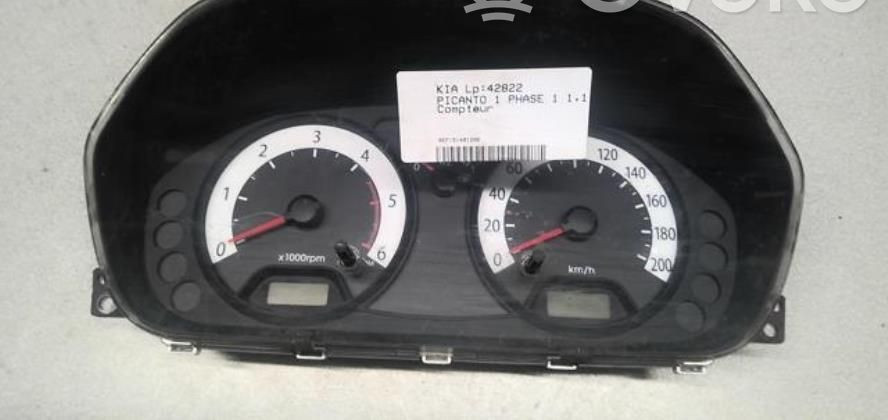 KIA Lp:42822
PICANTO 1 PHASE 1 1.1
Compteur
0 1 2 3 4 5 6
x1000rpm
0 20 40 60 120 140 160 180 200
km/h